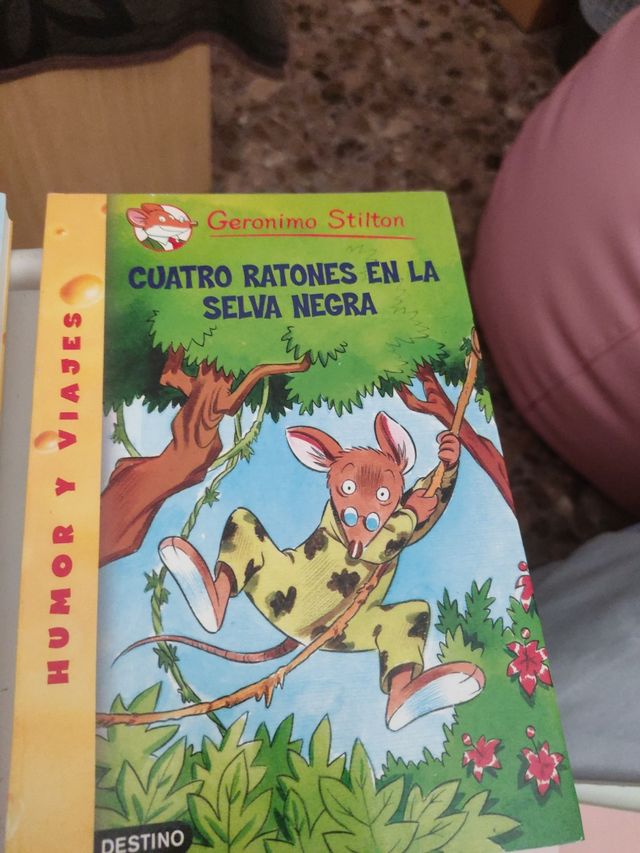 Geronimo Stilton
CUATRO RATONES EN LA
SELVA NEGRA
HUMOR Y VIAJES
DESTINO